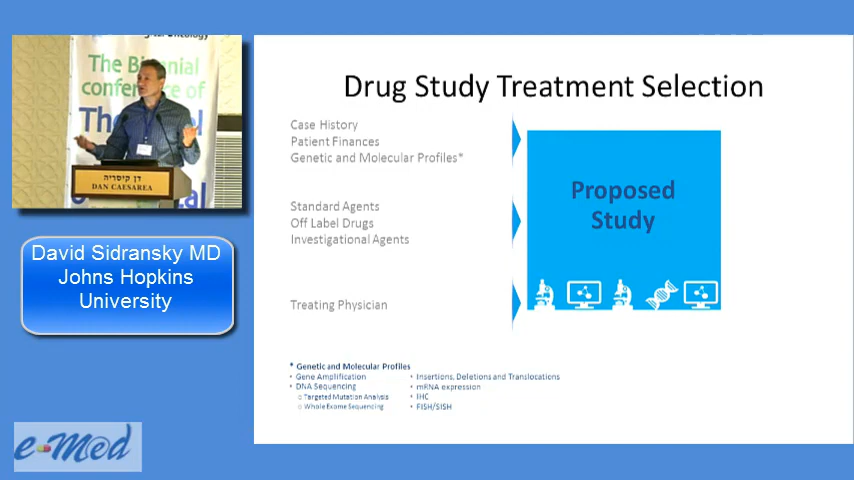 The Biennial
conference of
דן קיסריה
DAN CAESAREA
David Sidransky MD
Johns Hopkins
University
e-Med
Drug Study Treatment Selection
Case History
Patient Finances
Genetic and Molecular Profiles*
Standard Agents
Off Label Drugs
Investigational Agents
Treating Physician
Proposed
Study
* Genetic and Molecular Profiles
• Gene Amplification
• DNA Sequencing
○ Targeted Mutation Analysis
○ Whole Exome Sequencing
• Insertions, Deletions and Translocations
• mRNA expression
• IHC
• FISH/SISH